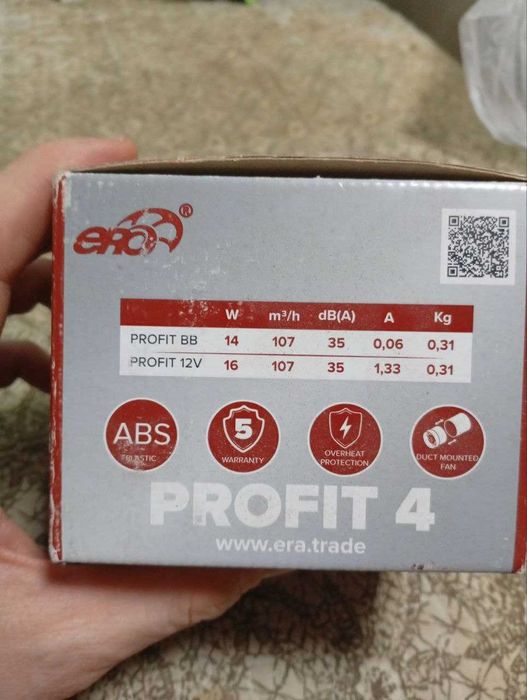 era®
W m³/h dB(A) A Kg
PROFIT BB 14 107 35 0,06 0,31
PROFIT 12V 16 107 35 1,33 0,31
ABS
PLASTIC
5
WARRANTY
OVERHEAT
PROTECTION
DUCT MOUNTED
FAN
PROFIT 4
www.era.trade